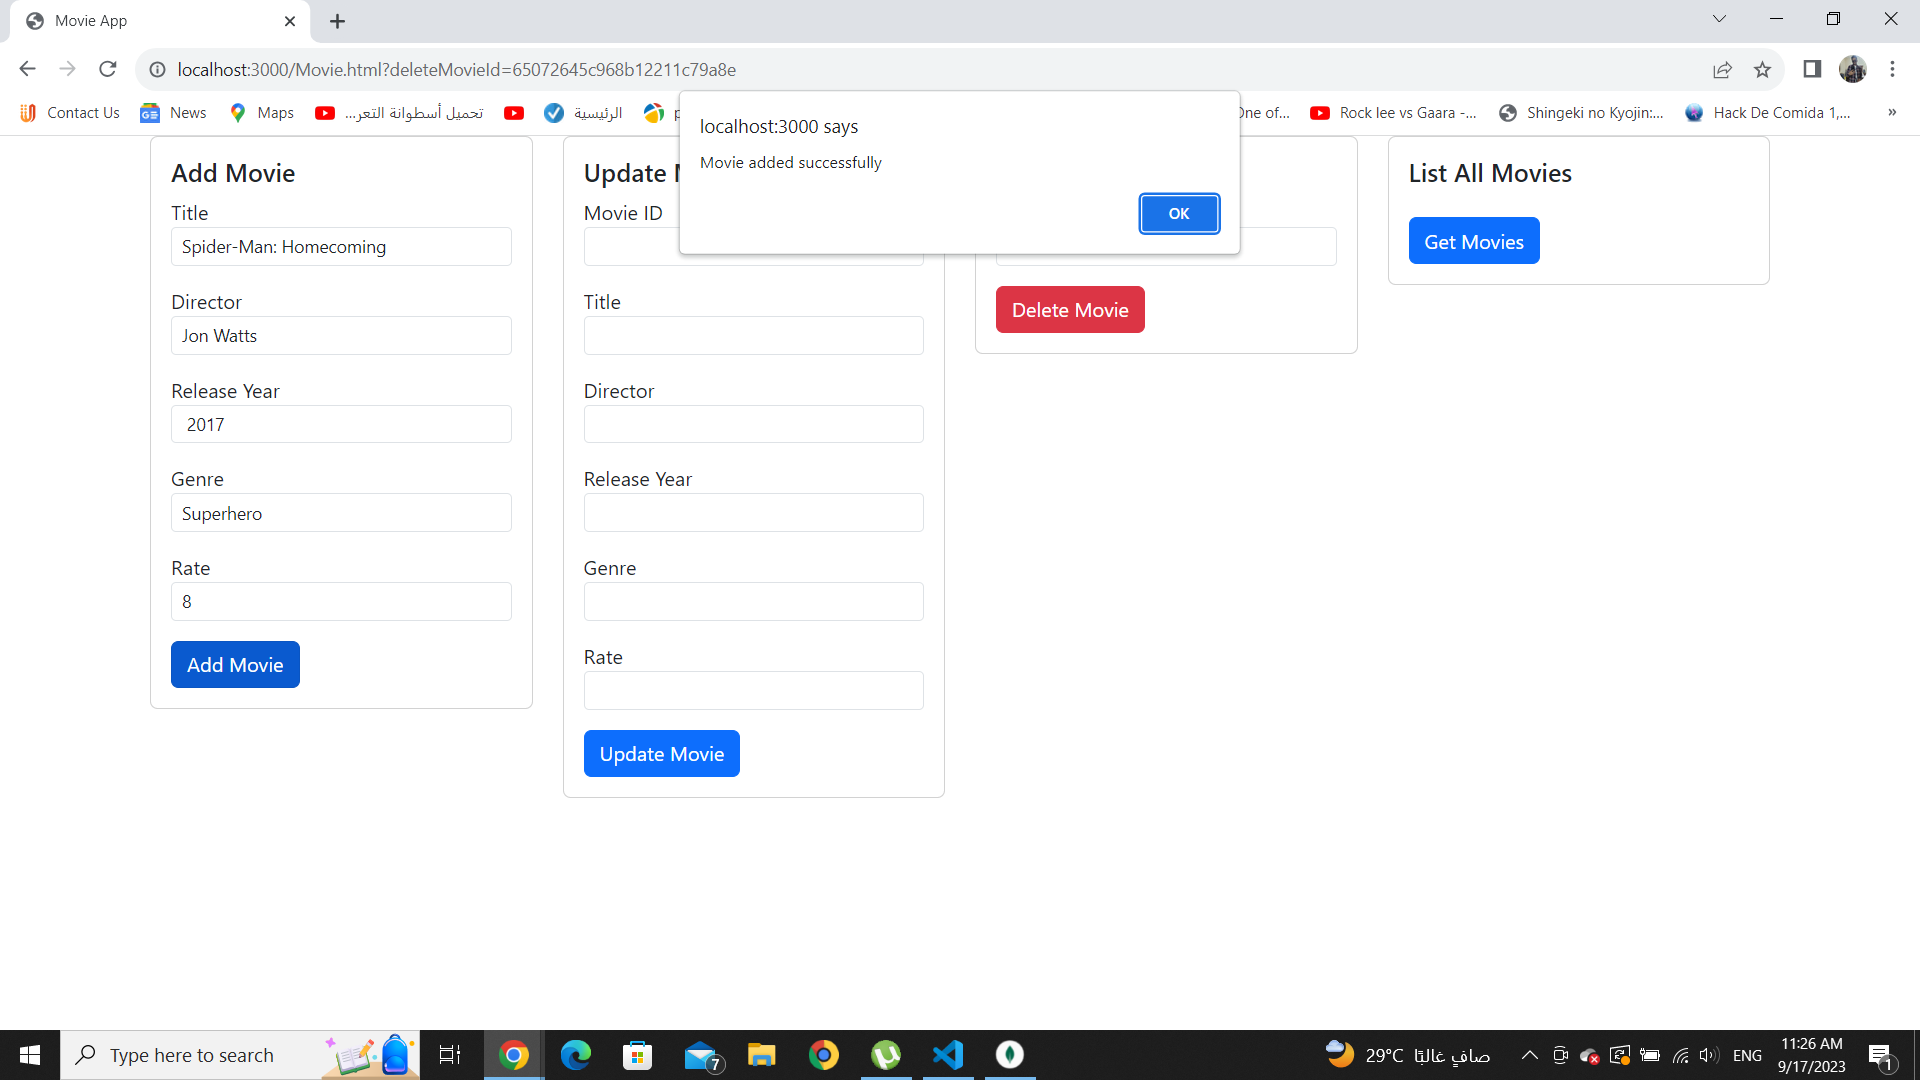 Movie App
localhost:3000/Movie.html?deleteMovieId=65072645c968b12211c79a8e
Contact Us
News
Maps
تحميل أسطوانة التعر...
الرئيسية
One of...
Rock lee vs Gaara -...
Shingeki no Kyojin:...
Hack De Comida 1,...
»
localhost:3000 says
Movie added successfully
OK
Add Movie
Title
Spider-Man: Homecoming
Director
Jon Watts
Release Year
2017
Genre
Superhero
Rate
8
Add Movie
Update
Movie ID
Title
Director
Release Year
Genre
Rate
Update Movie
Delete Movie
List All Movies
Get Movies
Type here to search
7
29°C صافٍ غالبًا
ENG
11:26 AM
9/17/2023
1